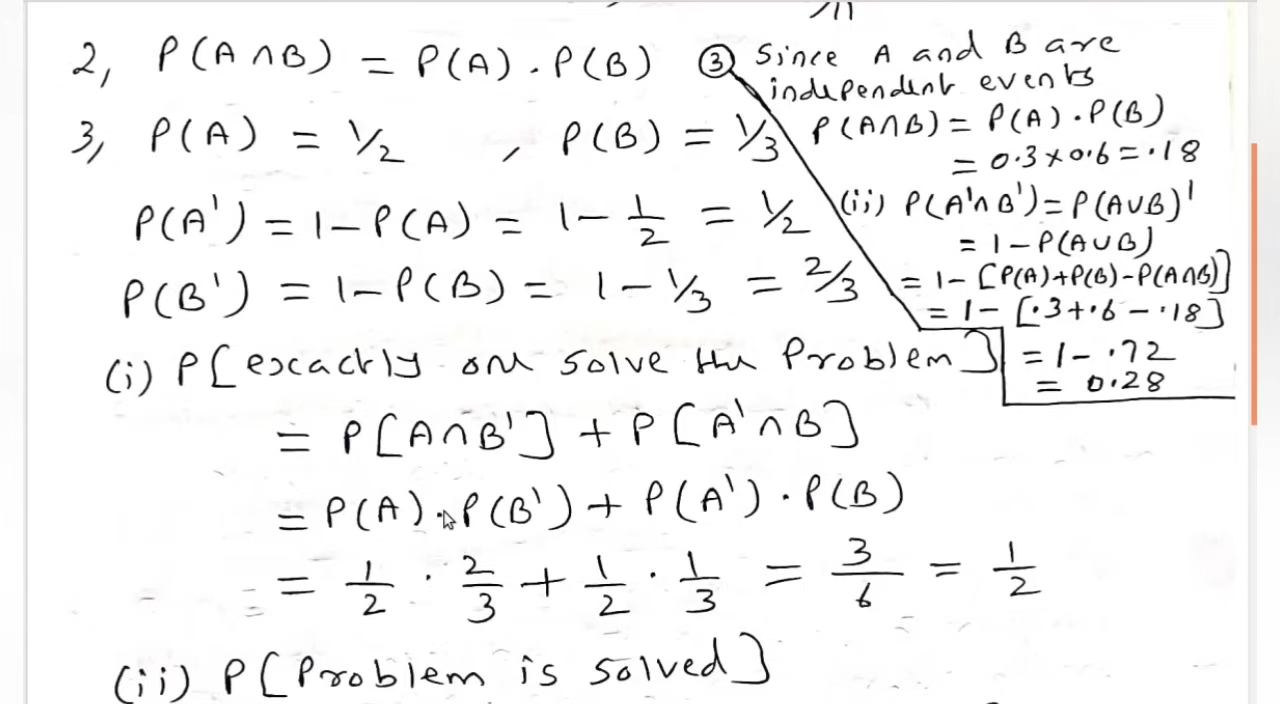 2, P(A∩B) = P(A) . P(B)
3, P(A) = 1/2 , P(B) = 1/3
P(A') = 1-P(A) = 1- 1/2 = 1/2
P(B') = 1-P(B) = 1-1/3 = 2/3
(i) P[exactly one solve the Problem]
= P[A∩B'] + P[A'∩B]
= P(A) . P(B') + P(A') . P(B)
= 1/2 . 2/3 + 1/2 . 1/3 = 3/6 = 1/2
(ii) P[Problem is solved]
③ Since A and B are
independent events
P(A∩B) = P(A) . P(B)
= 0.3 x 0.6 = .18
(ii) P(A'∩B') = P(A∪B)'
= 1-P(A∪B)
= 1-[P(A)+P(B)-P(A∩B)]
= 1-[.3+.6-.18]
= 1-.72
= 0.28